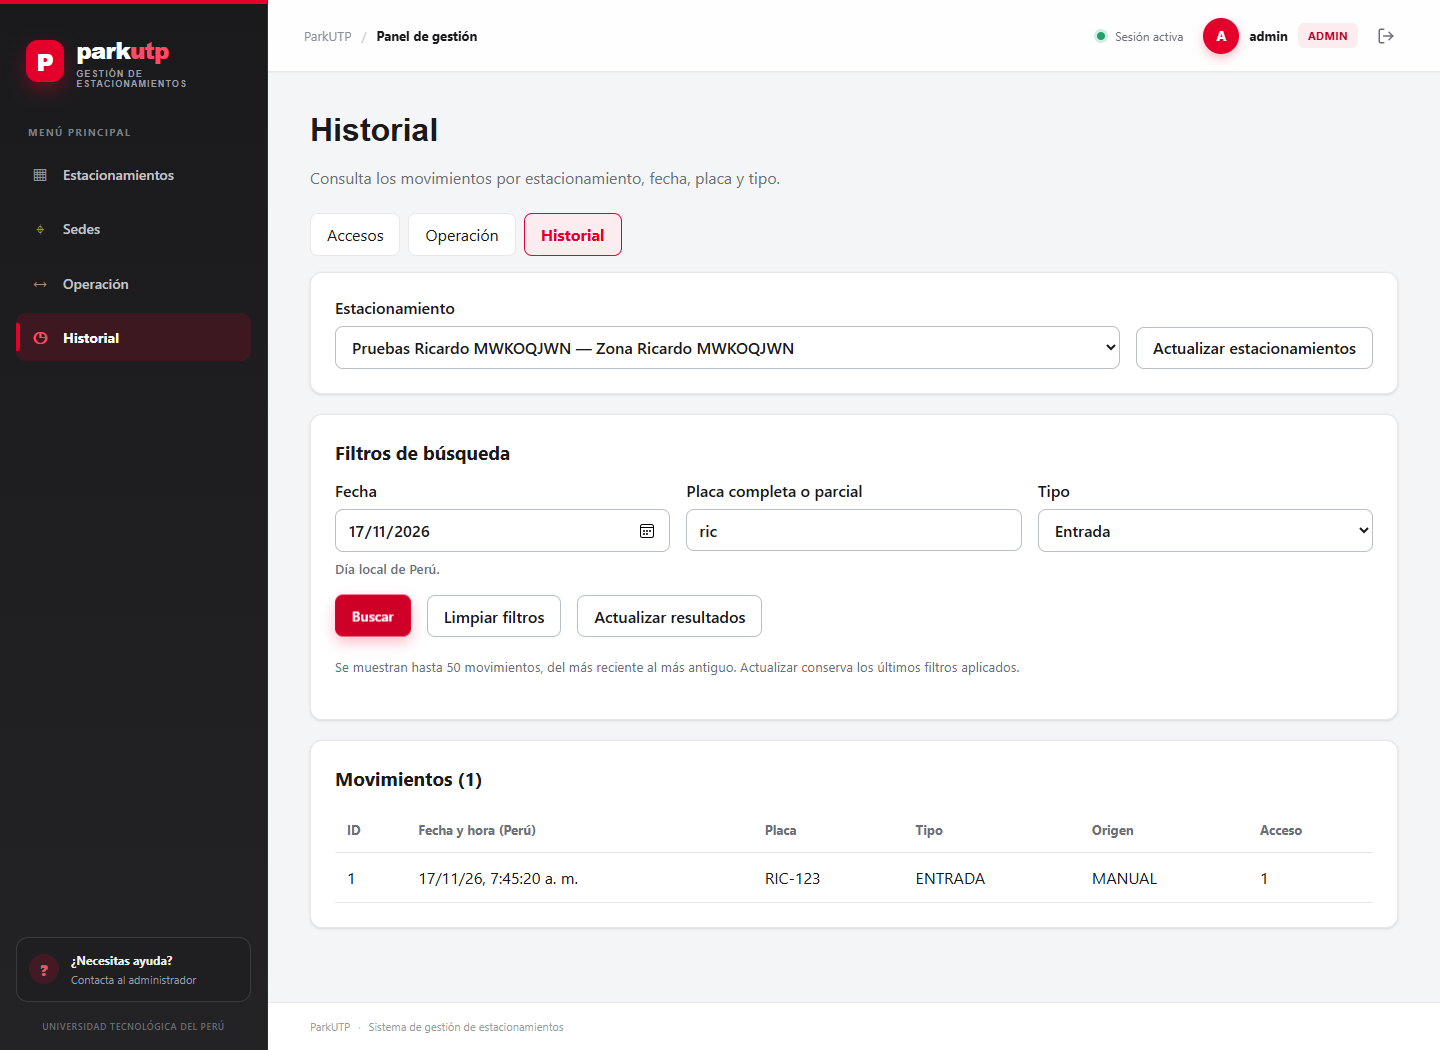 P
parkutp
GESTIÓN DE
ESTACIONAMIENTOS
MENÚ PRINCIPAL
Estacionamientos
Sedes
Operación
Historial
¿Necesitas ayuda?
?
Contacta al administrador
UNIVERSIDAD TECNOLÓGICA DEL PERÚ
ParkUTP / Panel de gestión
Sesión activa A admin ADMIN
Historial
Consulta los movimientos por estacionamiento, fecha, placa y tipo.
Accesos Operación Historial
Estacionamiento
Pruebas Ricardo MWKOQJWN — Zona Ricardo MWKOQJWN Actualizar estacionamientos
Filtros de búsqueda
Fecha Placa completa o parcial Tipo
17/11/2026 ric Entrada
Día local de Perú.
Buscar Limpiar filtros Actualizar resultados
Se muestran hasta 50 movimientos, del más reciente al más antiguo. Actualizar conserva los últimos filtros aplicados.
Movimientos (1)
ID Fecha y hora (Perú) Placa Tipo Origen Acceso
1 17/11/26, 7:45:20 a. m. RIC-123 ENTRADA MANUAL 1
ParkUTP · Sistema de gestión de estacionamientos